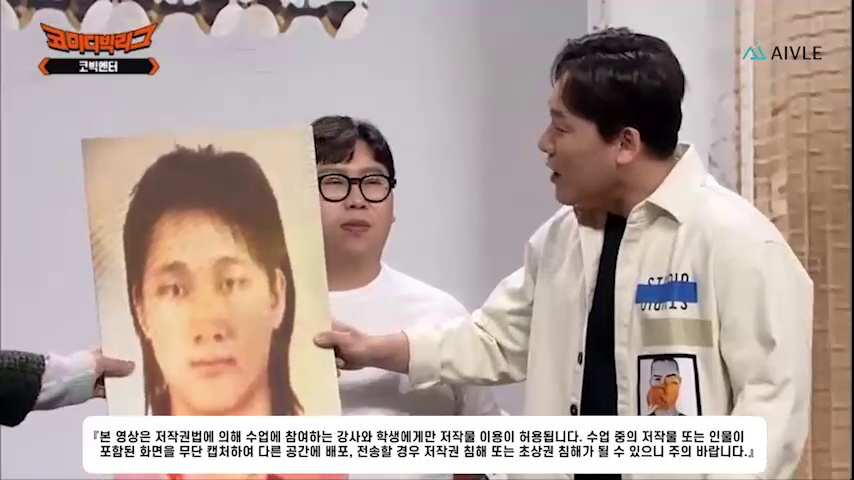 코미디빅리그
코빅엔터
AIVLE
STUDIO
『본 영상은 저작권법에 의해 수업에 참여하는 강사와 학생에게만 저작물 이용이 허용됩니다. 수업 중의 저작물 또는 인물이
포함된 화면을 무단 캡처하여 다른 공간에 배포, 전송할 경우 저작권 침해 또는 초상권 침해가 될 수 있으니 주의 바랍니다.』